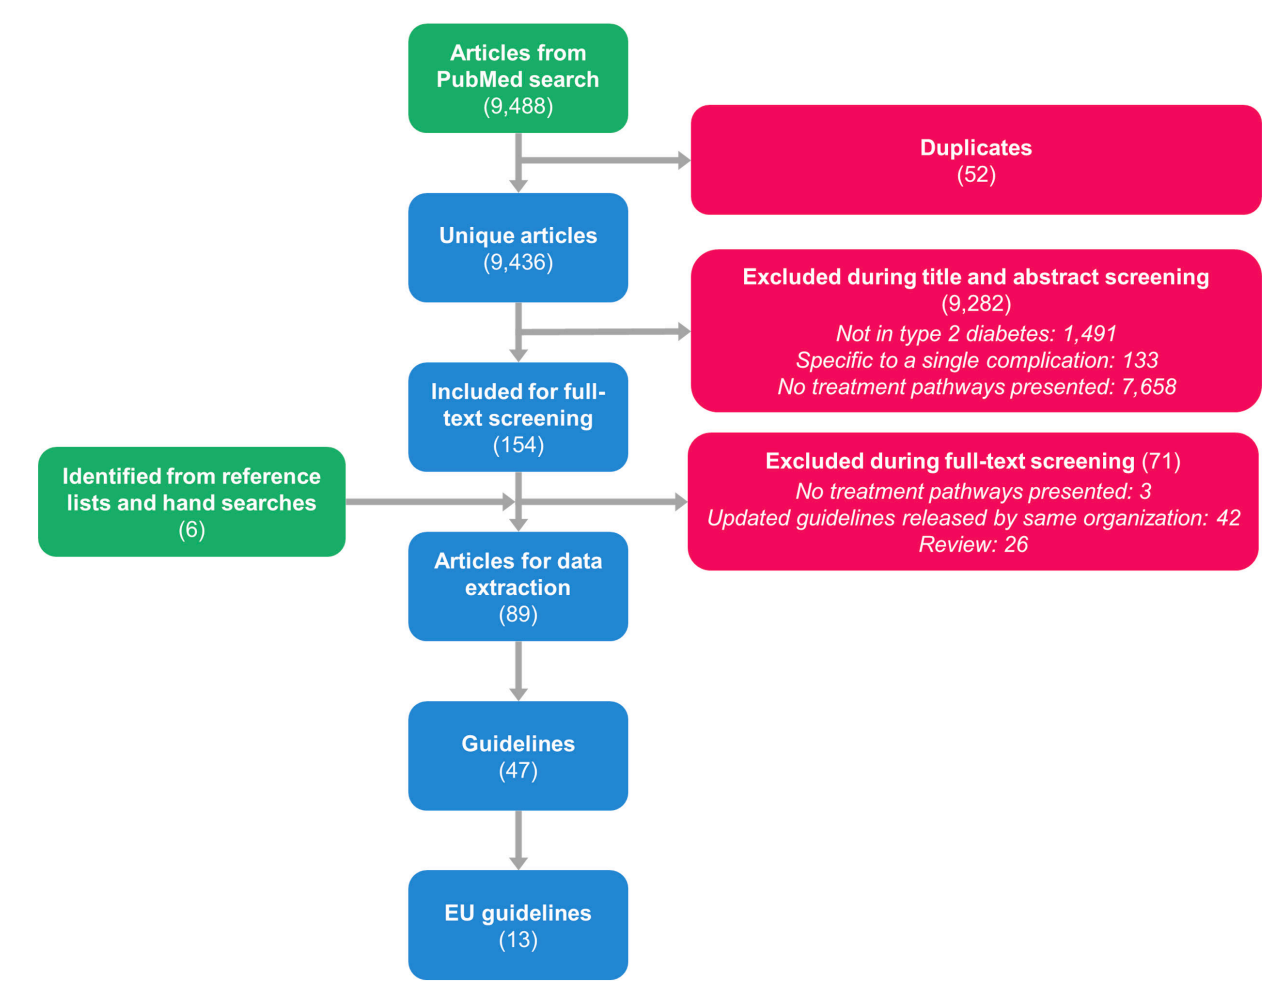 Articles from
PubMed search
(9,488)
Duplicates
(52)
Unique articles
(9,436)
Excluded during title and abstract screening
(9,282)
Not in type 2 diabetes: 1,491
Specific to a single complication: 133
No treatment pathways presented: 7,658
Included for full-
text screening
(154)
Identified from reference
lists and hand searches
(6)
Excluded during full-text screening (71)
No treatment pathways presented: 3
Updated guidelines released by same organization: 42
Review: 26
Articles for data
extraction
(89)
Guidelines
(47)
EU guidelines
(13)